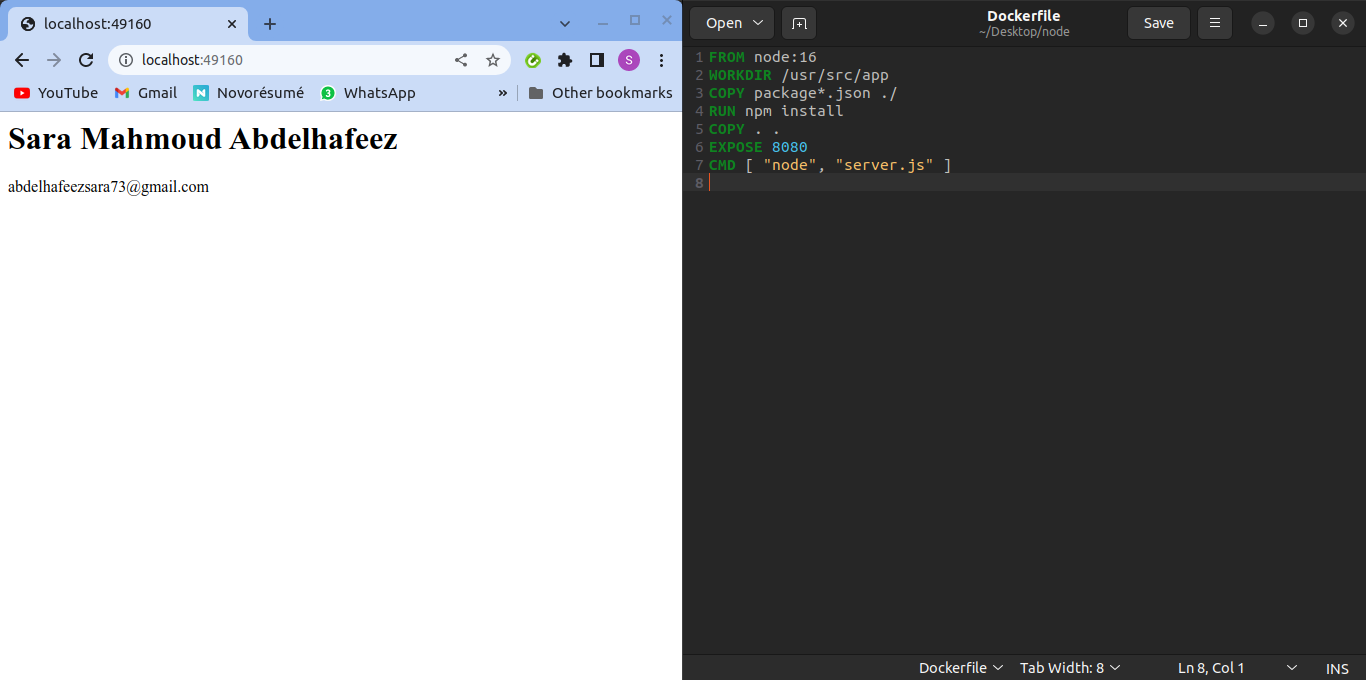 localhost:49160
localhost:49160
S
YouTube
Gmail
Novorésumé
3
WhatsApp
»
Other bookmarks
Sara Mahmoud Abdelhafeez
abdelhafeezsara73@gmail.com
Open
Dockerfile
~/Desktop/node
Save
1 FROM node:16
2 WORKDIR /usr/src/app
3 COPY package*.json ./
4 RUN npm install
5 COPY . .
6 EXPOSE 8080
7 CMD [ "node", "server.js" ]
8
Dockerfile
Tab Width: 8
Ln 8, Col 1
INS